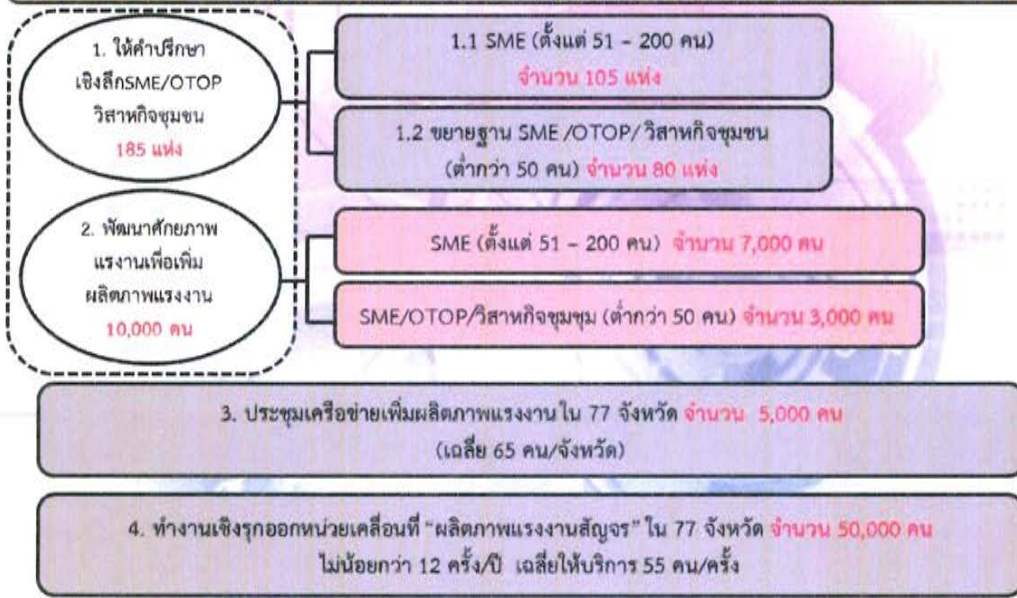 1. ให้คำปรึกษา
เชิงลึกSME/OTOP
วิสาหกิจชุมชน
185 แห่ง
1.1 SME (ตั้งแต่ 51 – 200 คน)
จำนวน 105 แห่ง
1.2 ขยายฐาน SME /OTOP/ วิสาหกิจชุมชน
(ต่ำกว่า 50 คน) จำนวน 80 แห่ง
2. พัฒนาศักยภาพ
แรงานเพื่อเพิ่ม
ผลิตภาพแรงงาน
10,000 คน
SME (ตั้งแต่ 51 – 200 คน) จำนวน 7,000 คน
SME/OTOP/วิสาหกิจชุมชุม (ต่ำกว่า 50 คน) จำนวน 3,000 คน
3. ประชุมเครือข่ายเพิ่มผลิตภาพแรงงาน ใน 77 จังหวัด จำนวน 5,000 คน
(เฉลี่ย 65 คน/จังหวัด)
4. ทำงานเชิงรุกออกหน่วยเคลื่อนที่ "ผลิตภาพแรงงานสัญจร" ใน 77 จังหวัด จำนวน 50,000 คน
ไม่น้อยกว่า 12 ครั้ง/ปี เฉลี่ยให้บริการ 55 คน/ครั้ง